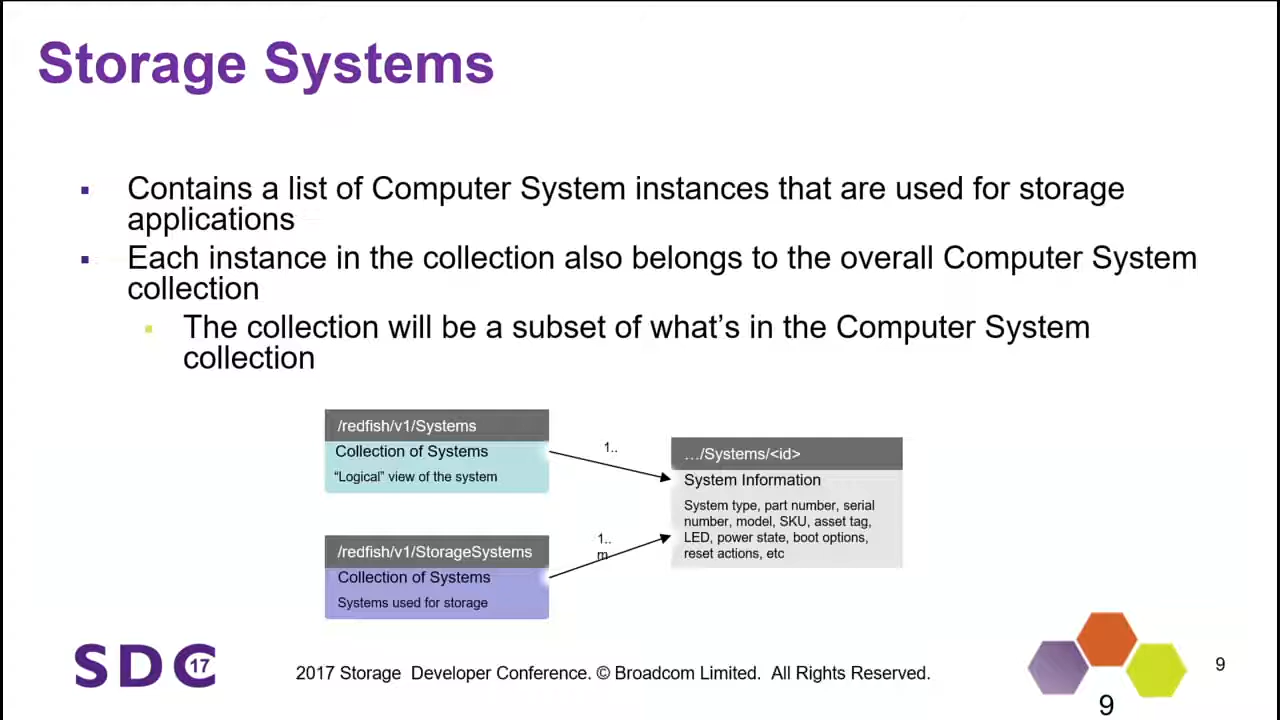 Storage Systems
Contains a list of Computer System instances that are used for storage
applications
Each instance in the collection also belongs to the overall Computer System
collection
The collection will be a subset of what's in the Computer System
collection
/redfish/v1/Systems
Collection of Systems
“Logical” view of the system
1..
…/Systems/<id>
System Information
System type, part number, serial
number, model, SKU, asset tag,
LED, power state, boot options,
reset actions, etc
/redfish/v1/StorageSystems
Collection of Systems
Systems used for storage
1..
m
SDC
17
2017 Storage Developer Conference. © Broadcom Limited. All Rights Reserved.
9
9